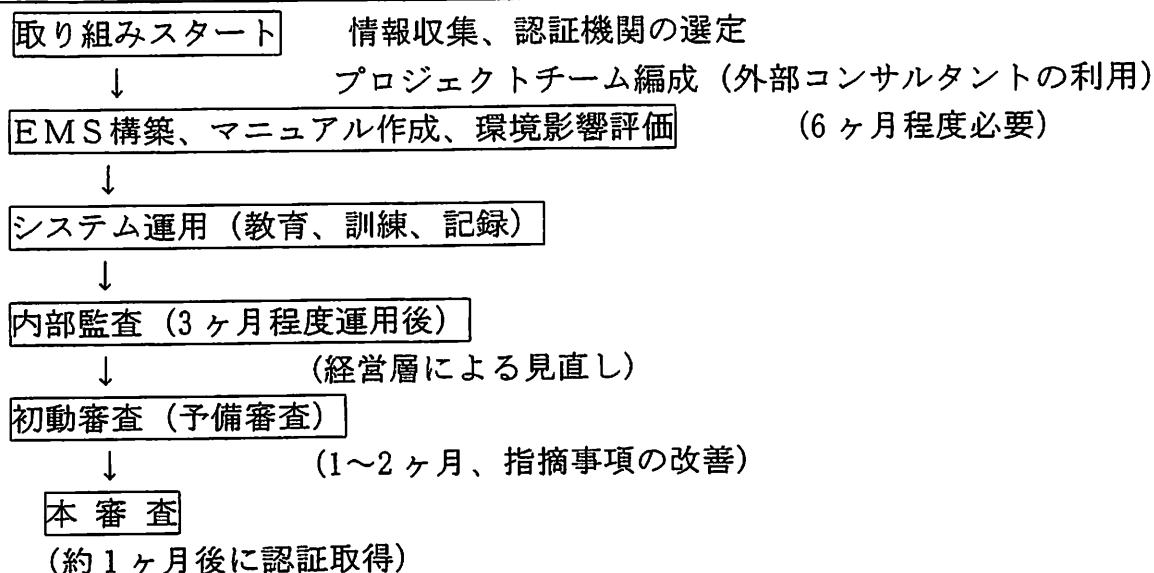 取り組みスタート 情報収集、認証機関の選定
↓ プロジェクトチーム編成（外部コンサルタントの利用）
ＥＭＳ構築、マニュアル作成、環境影響評価 （6 ヶ月程度必要）
↓
システム運用（教育、訓練、記録）
↓
内部監査（3 ヶ月程度運用後）
↓ （経営層による見直し）
初動審査（予備審査）
↓ （1～2 ヶ月、指摘事項の改善）
本 審 査
（約 1 ヶ月後に認証取得）